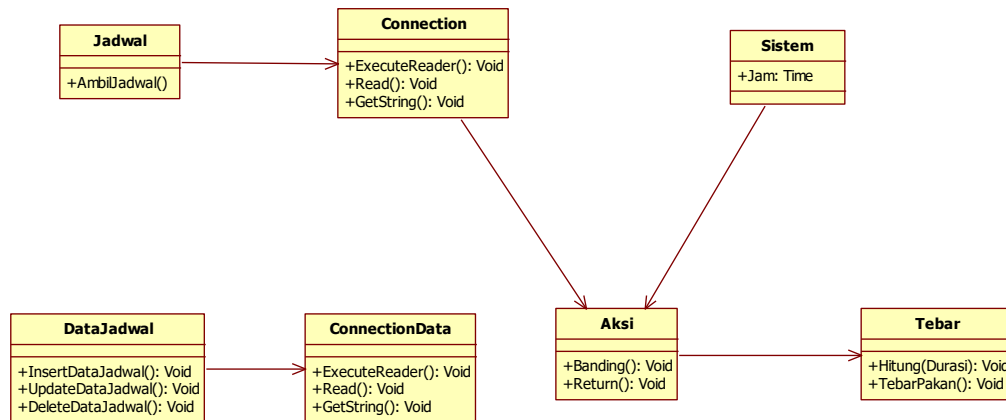 Jadwal
+AmbilJadwal()
Connection
+ExecuteReader(): Void
+Read(): Void
+GetString(): Void
Sistem
+Jam: Time
DataJadwal
+InsertDataJadwal(): Void
+UpdateDataJadwal(): Void
+DeleteDataJadwal(): Void
ConnectionData
+ExecuteReader(): Void
+Read(): Void
+GetString(): Void
Aksi
+Banding(): Void
+Return(): Void
Tebar
+Hitung(Durasi): Void
+TebarPakan(): Void